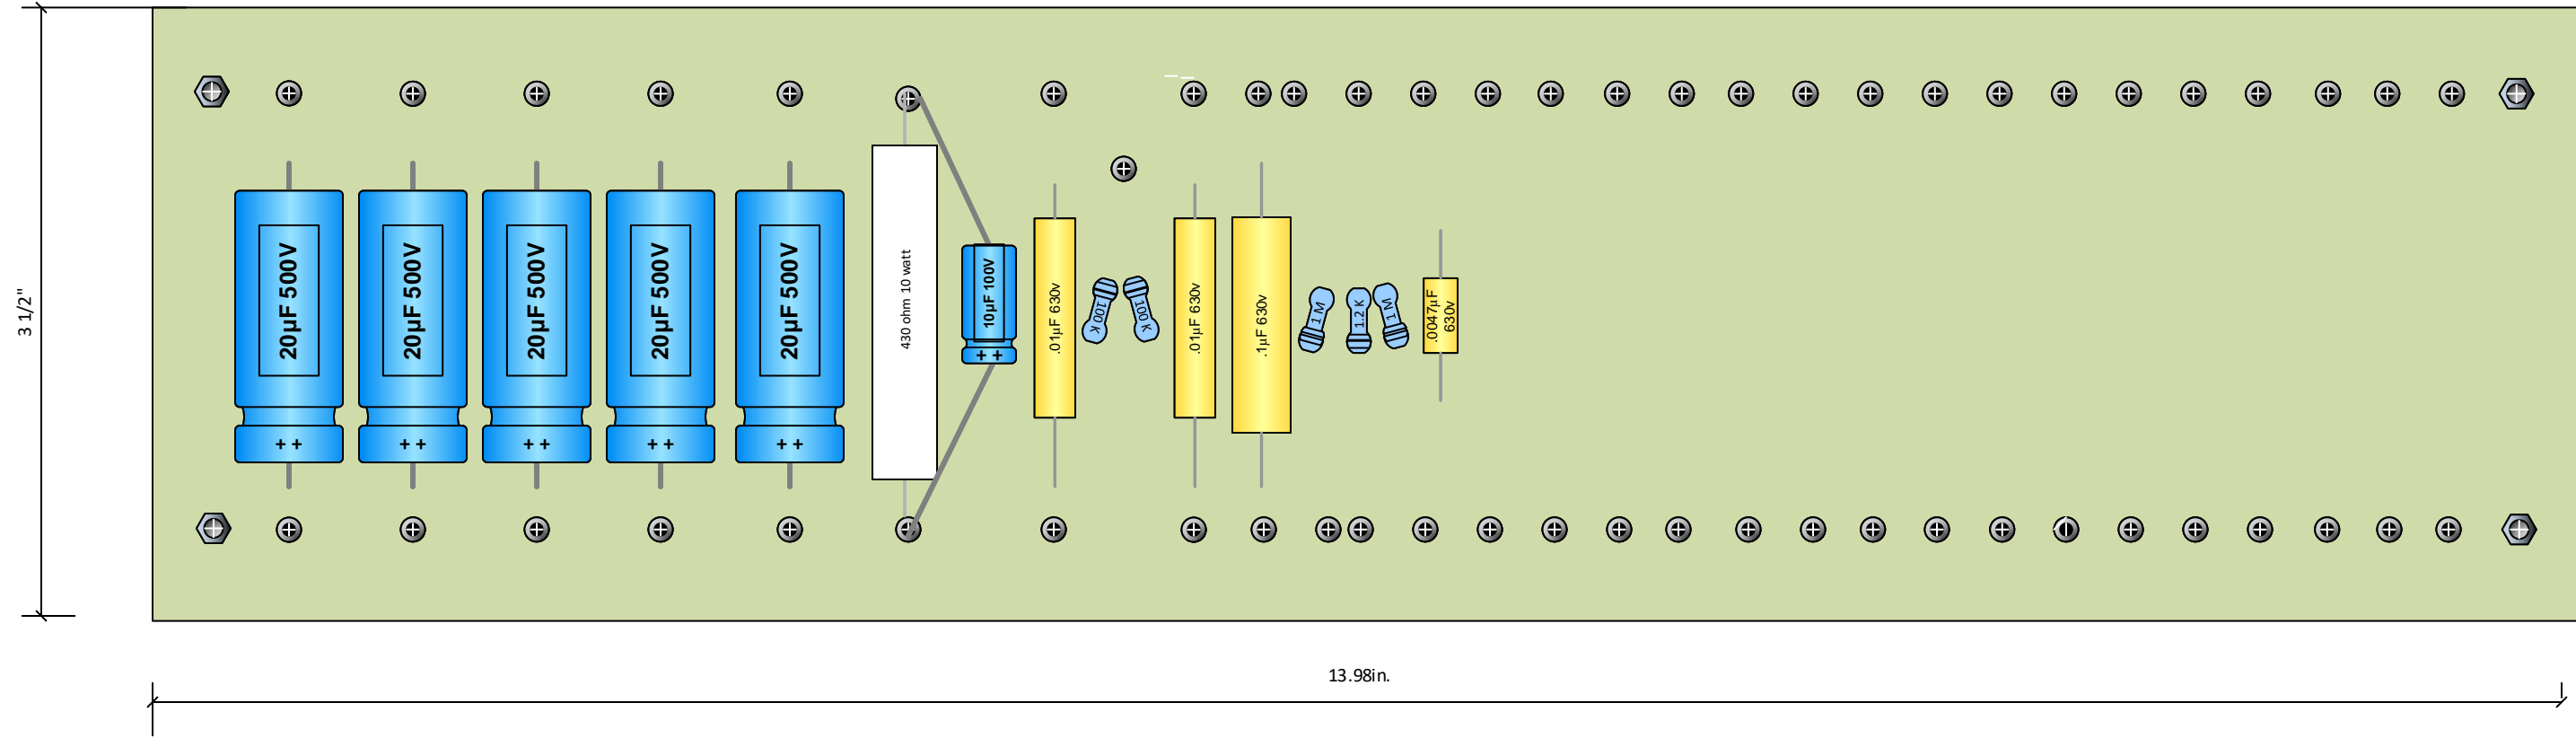 3 1/2"
20µF 500V
+ +
20µF 500V
+ +
20µF 500V
+ +
20µF 500V
+ +
20µF 500V
+ +
430 ohm 10 watt
10µF 100V
+ +
.01µF 630v
100 K
100 K
.01µF 630v
.1µF 630v
1 M
1.2 K
1 M
.0047µF
630v
13.98in.